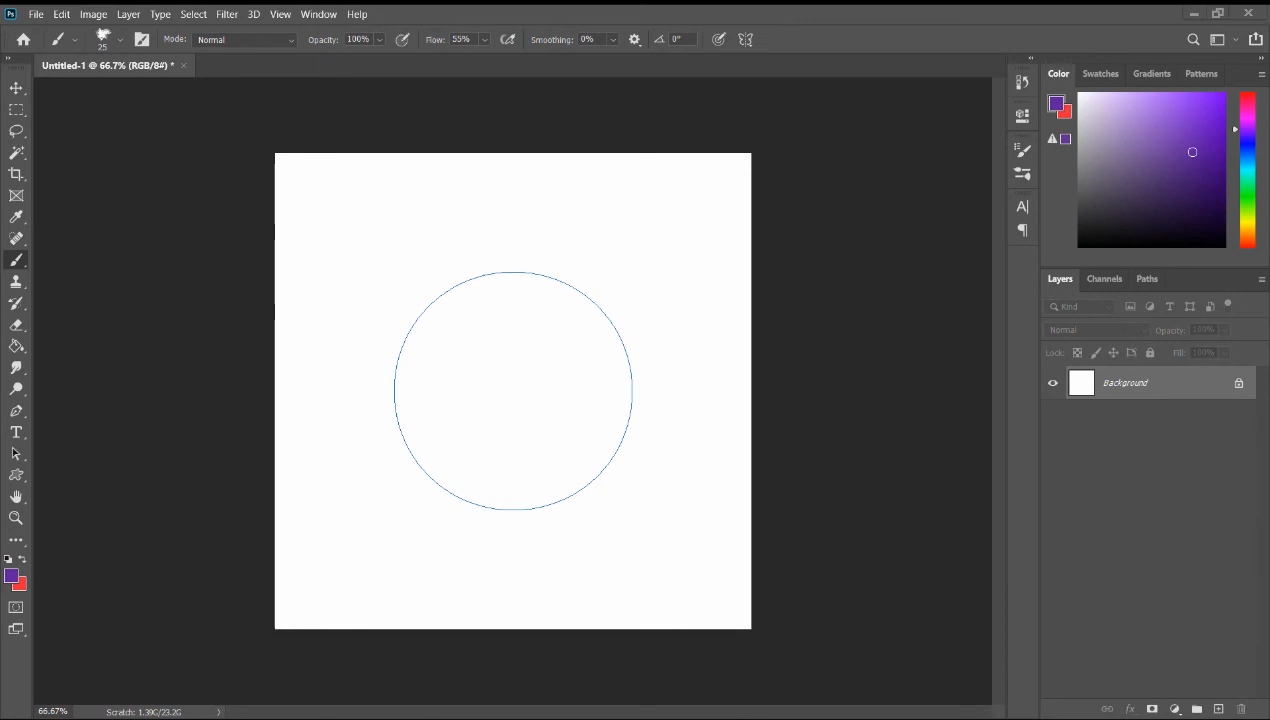 Ps File Edit Image Layer Type Select Filter 3D View Window Help
25 Mode: Normal Opacity: 100% Flow: 55% Smoothing: 0% 0°
Untitled-1 @ 66.7% (RGB/8#) *
Color Swatches Gradients Patterns
Layers Channels Paths
Kind
Normal Opacity: 100%
Lock: Fill: 100%
Background
66.67% Scratch: 1.39G/23.2G